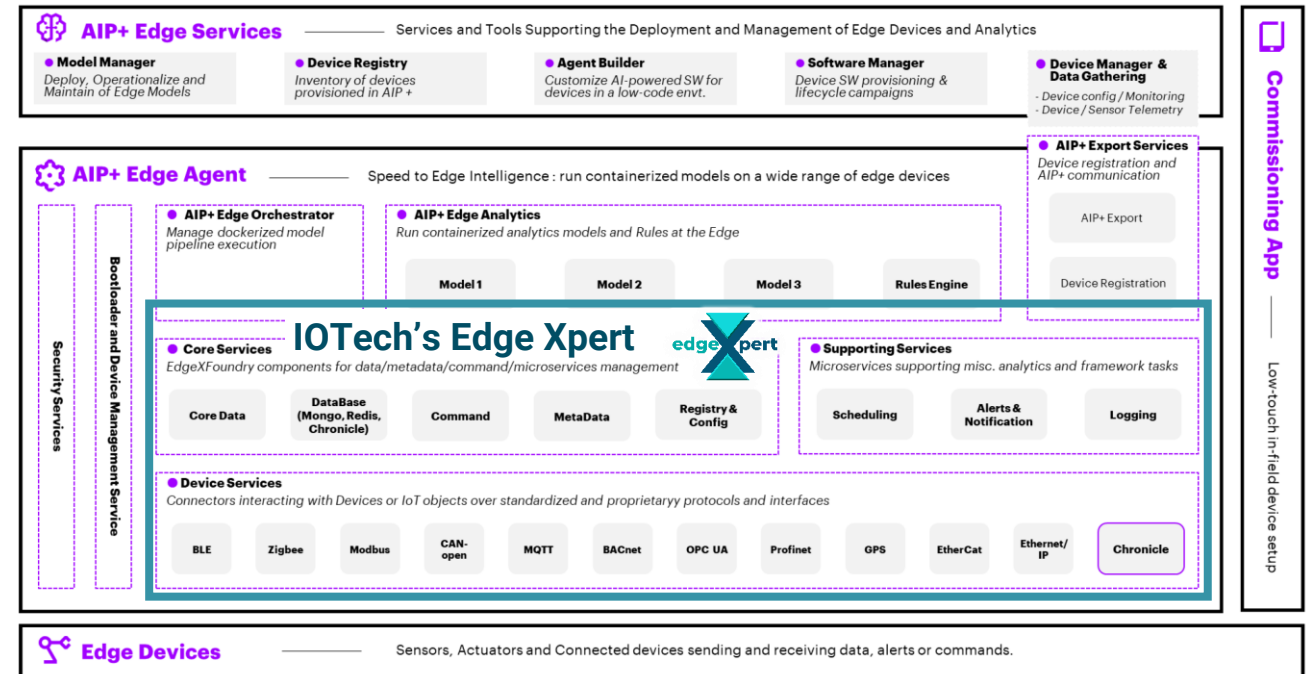 AIP+ Edge Services
Services and Tools Supporting the Deployment and Management of Edge Devices and Analytics
Model Manager
Deploy, Operationalize and
Maintain of Edge Models
Device Registry
Inventory of devices
provisioned in AIP +
Agent Builder
Customize AI-powered SW for
devices in a low-code envt.
Software Manager
Device SW provisioning &
lifecycle campaigns
Device Manager &
Data Gathering
- Device config / Monitoring
- Device / Sensor Telemetry
AIP+ Edge Agent
Speed to Edge Intelligence : run containerized models on a wide range of edge devices
AIP+ Export Services
Device registration and
AIP+ communication
AIP+ Export
Device Registration
Security Services
Bootloader and Device Management Service
AIP+ Edge Orchestrator
Manage dockerized model
pipeline execution
AIP+ Edge Analytics
Run containerized analytics models and Rules at the Edge
Model 1
Model 2
Model 3
Rules Engine
IOTech's Edge Xpert
edgeXpert
Core Services
EdgeXFoundry components for data/metadata/command/microservices management
Core Data
DataBase
(Mongo, Redis,
Chronicle)
Command
MetaData
Registry &
Config
Supporting Services
Microservices supporting misc. analytics and framework tasks
Scheduling
Alerts &
Notification
Logging
Device Services
Connectors interacting with Devices or IoT objects over standardized and proprietaryy protocols and interfaces
BLE
Zigbee
Modbus
CAN-
open
MQTT
BACnet
OPC UA
Profinet
GPS
EtherCat
Ethernet/
IP
Chronicle
Edge Devices
Sensors, Actuators and Connected devices sending and receiving data, alerts or commands.
Commissioning App
Low-touch in-field device setup